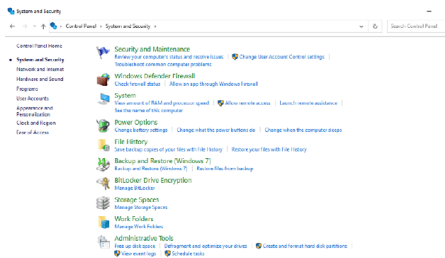 System and Security
Control Panel > System and Security >
Search Control Panel
Control Panel Home
System and Security
Network and Internet
Hardware and Sound
Programs
User Accounts
Appearance and
Personalization
Clock and Region
Ease of Access
Security and Maintenance
Review your computer's status and resolve issues | Change User Account Control settings |
Troubleshoot common computer problems
Windows Defender Firewall
Check firewall status | Allow an app through Windows Firewall
System
View amount of RAM and processor speed | Allow remote access | Launch remote assistance |
See the name of this computer
Power Options
Change battery settings | Change what the power buttons do | Change when the computer sleeps
File History
Save backup copies of your files with File History | Restore your files with File History
Backup and Restore (Windows 7)
Backup and Restore (Windows 7) | Restore files from backup
BitLocker Drive Encryption
Manage BitLocker
Storage Spaces
Manage Storage Spaces
Work Folders
Manage Work Folders
Administrative Tools
Free up disk space | Defragment and optimize your drives | Create and format hard disk partitions |
View event logs | Schedule tasks